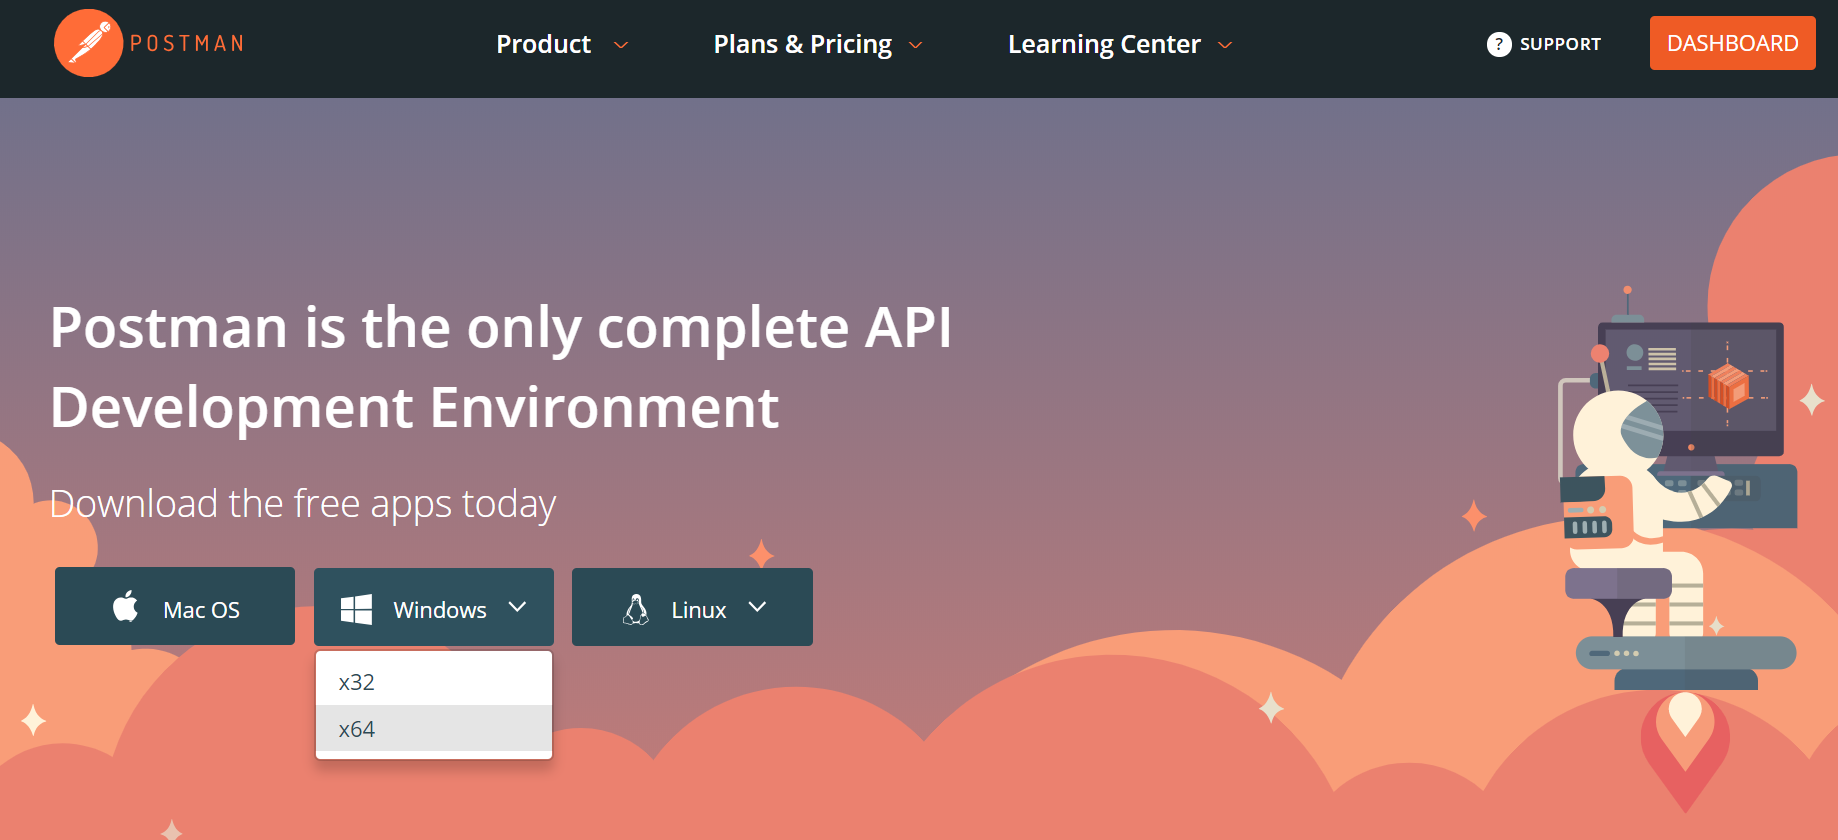 POSTMAN
Product
Plans & Pricing
Learning Center
? SUPPORT
DASHBOARD
Postman is the only complete API
Development Environment
Download the free apps today
Mac OS
Windows
Linux
x32
x64